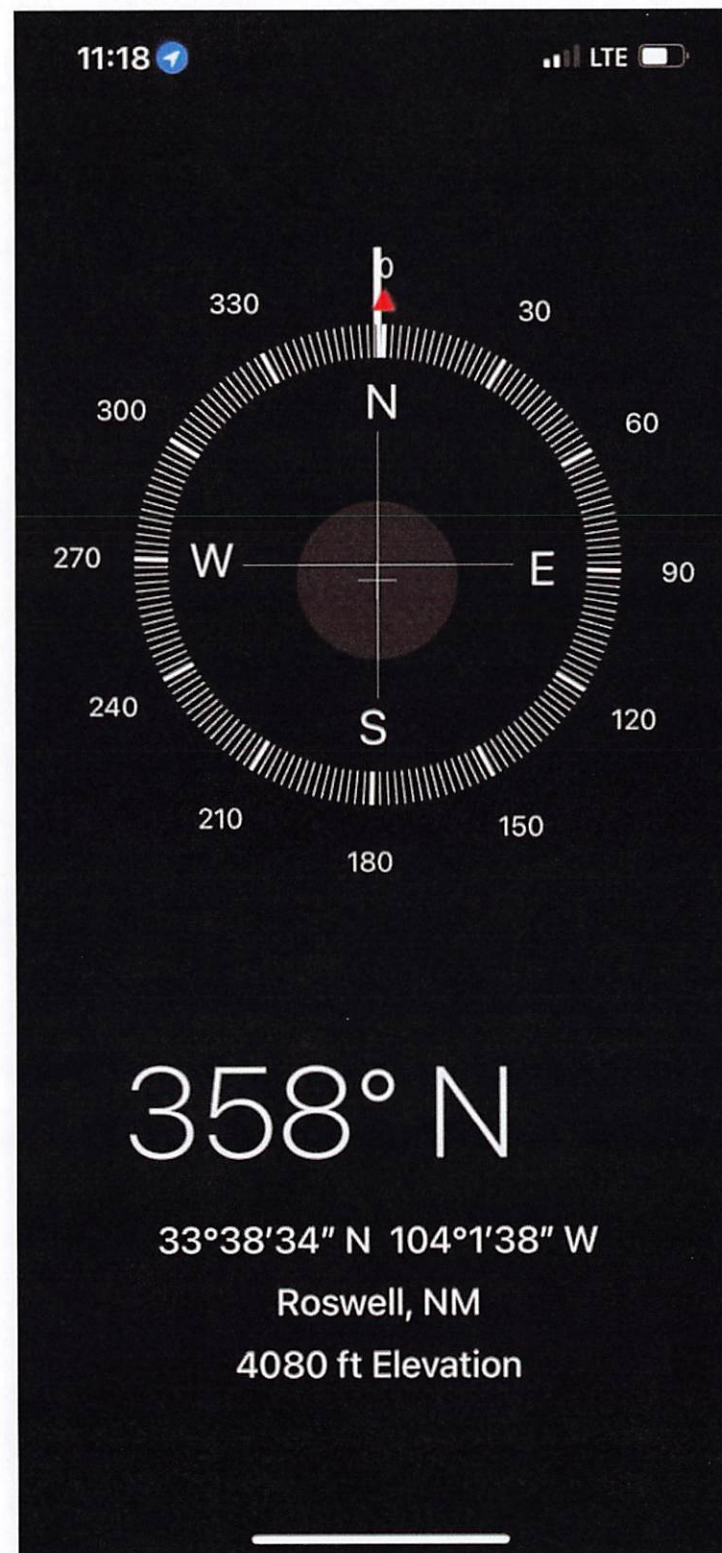 11:18 LTE
0
330 30
300 60
N
270 W E 90
S
240 120
210 150
180
358° N
33°38'34" N 104°1'38" W
Roswell, NM
4080 ft Elevation